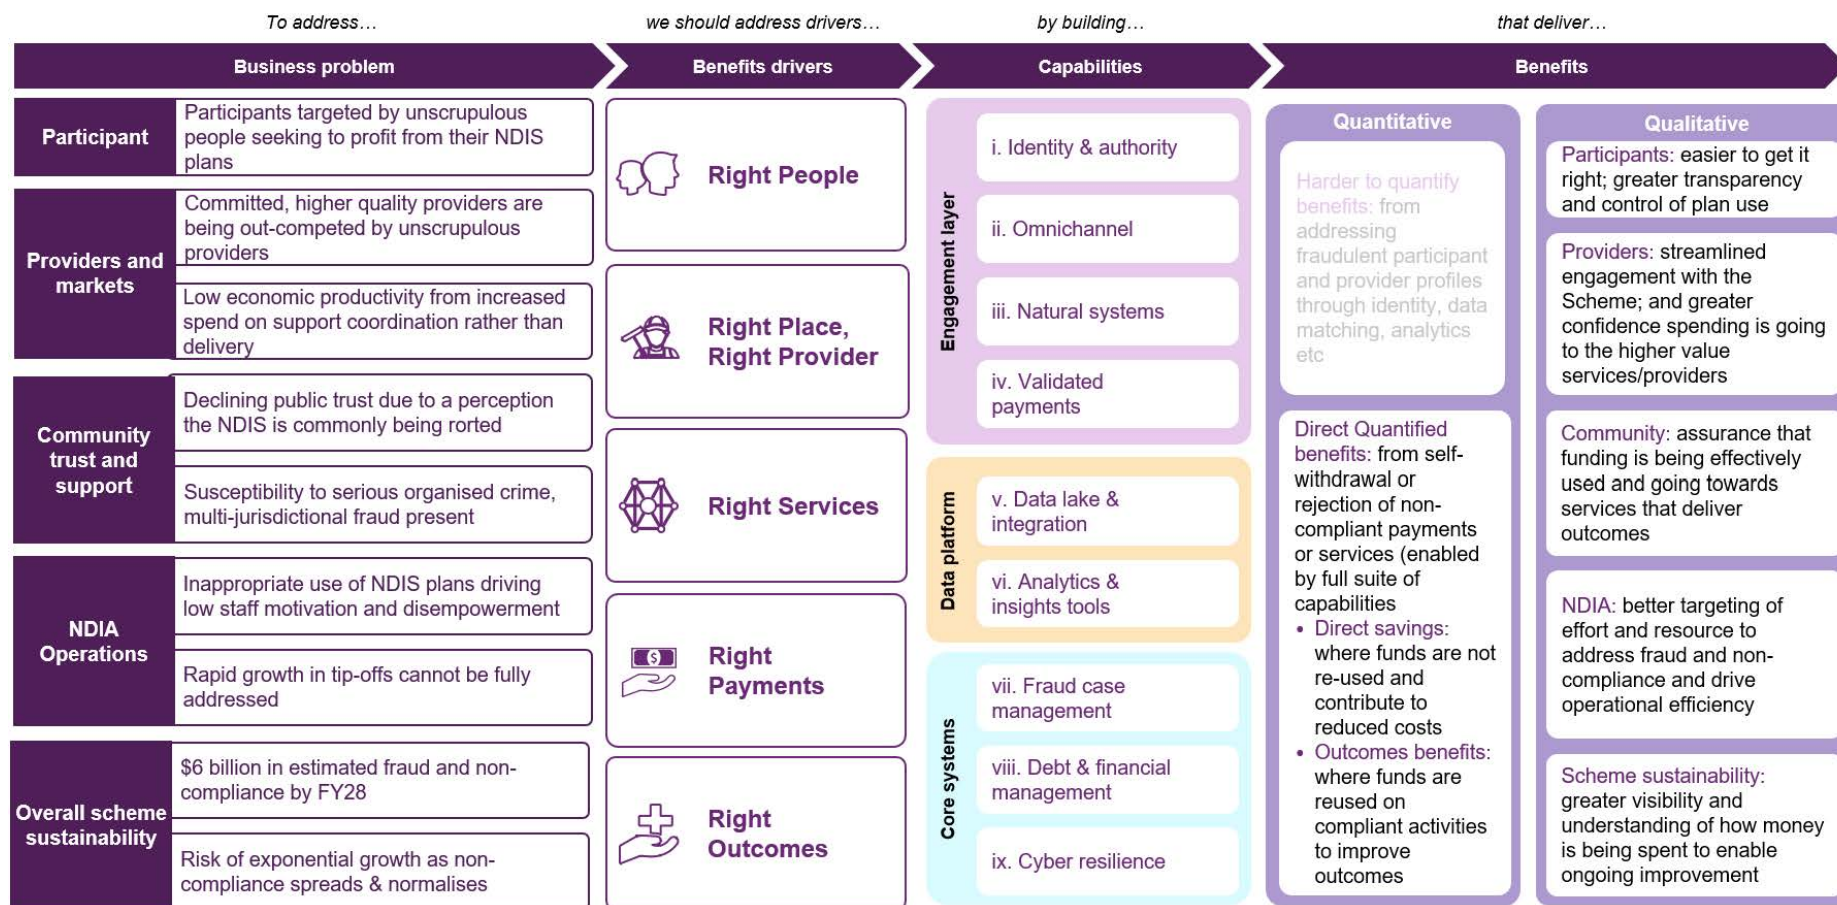 To address…
we should address drivers…
by building…
that deliver…
Business problem
Benefits drivers
Capabilities
Benefits
Participant
Participants targeted by unscrupulous
people seeking to profit from their NDIS
plans
Providers and
markets
Committed, higher quality providers are
being out-competed by unscrupulous
providers
Low economic productivity from increased
spend on support coordination rather than
delivery
Community
trust and
support
Declining public trust due to a perception
the NDIS is commonly being rorted
Susceptibility to serious organised crime,
multi-jurisdictional fraud present
NDIA
Operations
Inappropriate use of NDIS plans driving
low staff motivation and disempowerment
Rapid growth in tip-offs cannot be fully
addressed
Overall scheme
sustainability
$6 billion in estimated fraud and non-
compliance by FY28
Risk of exponential growth as non-
compliance spreads & normalises
Right People
Right Place,
Right Provider
Right Services
$
Right
Payments
Right
Outcomes
Engagement layer
i. Identity & authority
ii. Omnichannel
iii. Natural systems
iv. Validated
payments
Data platform
v. Data lake &
integration
vi. Analytics &
insights tools
Core systems
vii. Fraud case
management
viii. Debt & financial
management
ix. Cyber resilience
Quantitative
Harder to quantify
benefits: from
addressing
fraudulent participant
and provider profiles
through identity, data
matching, analytics
etc
Direct Quantified
benefits: from self-
withdrawal or
rejection of non-
compliant payments
or services (enabled
by full suite of
capabilities
• Direct savings:
where funds are not
re-used and
contribute to
reduced costs
• Outcomes benefits:
where funds are
reused on
compliant activities
to improve
outcomes
Qualitative
Participants: easier to get it
right; greater transparency
and control of plan use
Providers: streamlined
engagement with the
Scheme; and greater
confidence spending is going
to the higher value
services/providers
Community: assurance that
funding is being effectively
used and going towards
services that deliver
outcomes
NDIA: better targeting of
effort and resource to
address fraud and non-
compliance and drive
operational efficiency
Scheme sustainability:
greater visibility and
understanding of how money
is being spent to enable
ongoing improvement